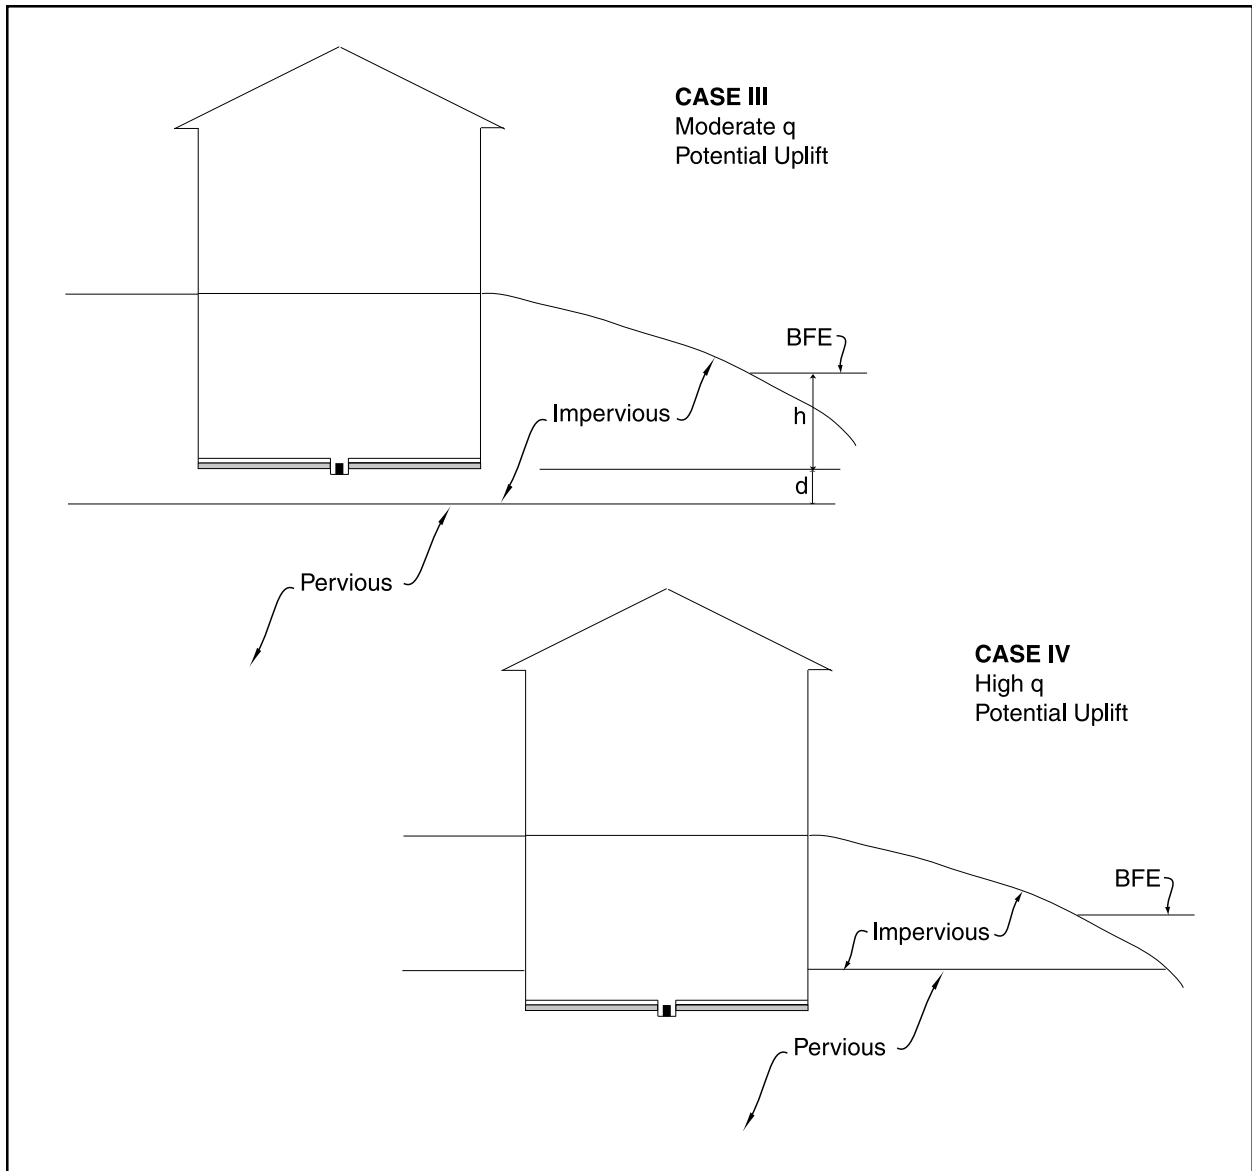 CASE III
Moderate q
Potential Uplift
BFE
h
Impervious
d
Pervious
CASE IV
High q
Potential Uplift
BFE
Impervious
Pervious